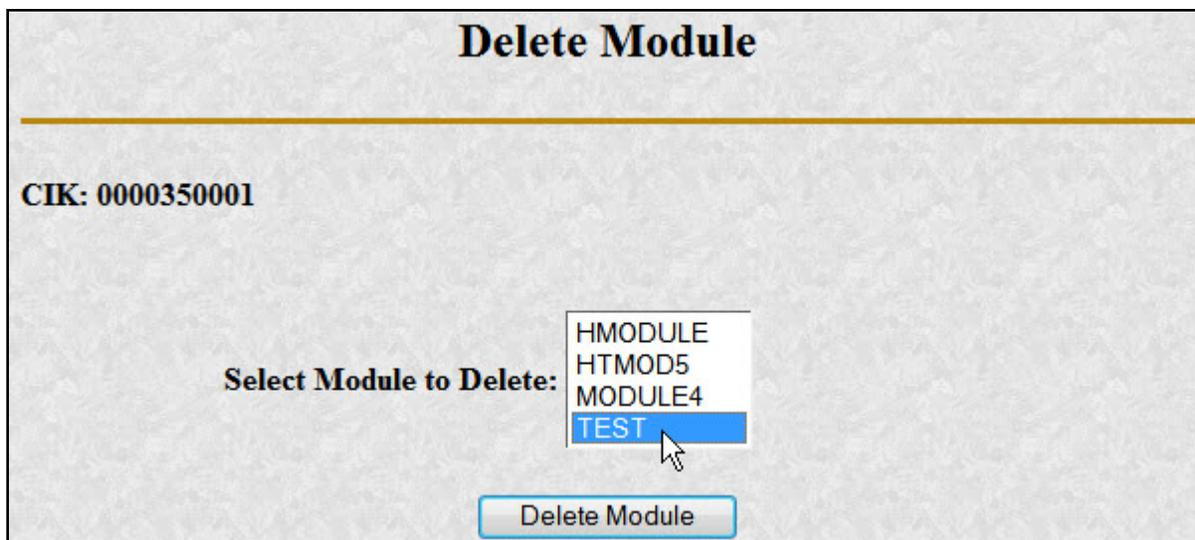 Delete Module
CIK: 0000350001
Select Module to Delete:
HMODULE
HTMOD5
MODULE4
TEST
Delete Module